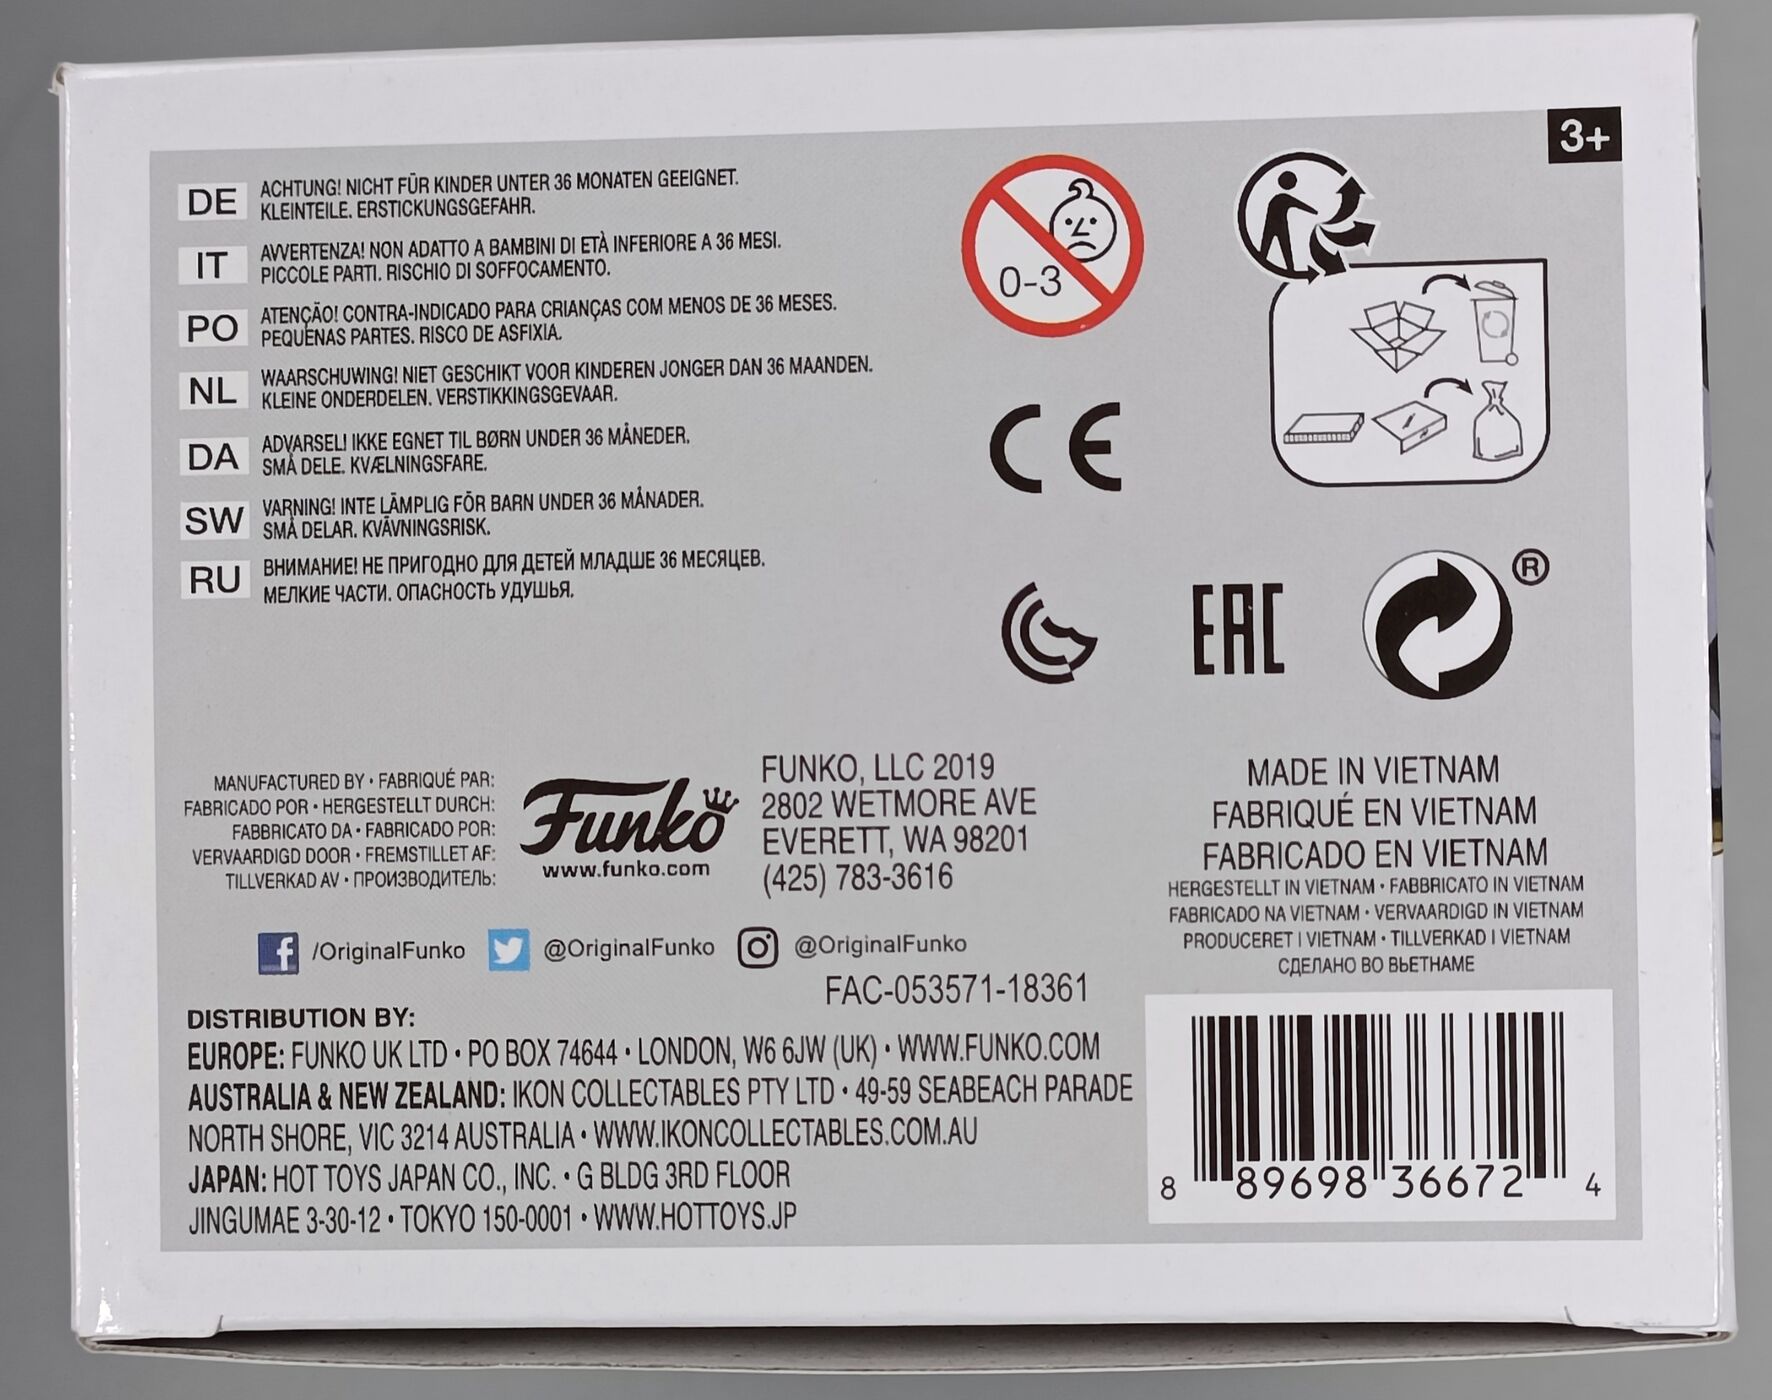 3+
DE ACHTUNG! NICHT FÜR KINDER UNTER 36 MONATEN GEEIGNET.
KLEINTEILE. ERSTICKUNGSGEFAHR.
IT AVVERTENZA! NON ADATTO A BAMBINI DI ETÀ INFERIORE A 36 MESI.
PICCOLE PARTI. RISCHIO DI SOFFOCAMENTO.
PO ATENÇÃO! CONTRA-INDICADO PARA CRIANÇAS COM MENOS DE 36 MESES.
PEQUENAS PARTES. RISCO DE ASFIXIA.
NL WAARSCHUWING! NIET GESCHIKT VOOR KINDEREN JONGER DAN 36 MAANDEN.
KLEINE ONDERDELEN. VERSTIKKINGSGEVAAR.
DA ADVARSEL! IKKE EGNET TIL BØRN UNDER 36 MÅNEDER.
SMÅ DELE. KVÆLNINGSFARE.
SW VARNING! INTE LÄMPLIG FÖR BARN UNDER 36 MÅNADER.
SMÅ DELAR. KVÄVNINGSRISK.
RU ВНИМАНИЕ! НЕ ПРИГОДНО ДЛЯ ДЕТЕЙ МЛАДШЕ 36 МЕСЯЦЕВ.
МЕЛКИЕ ЧАСТИ. ОПАСНОСТЬ УДУШЬЯ.
0-3
CE
EAC
®
MANUFACTURED BY • FABRIQUÉ PAR:
FABRICADO POR • HERGESTELLT DURCH:
FABBRICATO DA • FABRICADO POR:
VERVAARDIGD DOOR • FREMSTILLET AF:
TILLVERKAD AV • ПРОИЗВОДИТЕЛЬ:
Funko
www.funko.com
FUNKO, LLC 2019
2802 WETMORE AVE
EVERETT, WA 98201
(425) 783-3616
MADE IN VIETNAM
FABRIQUÉ EN VIETNAM
FABRICADO EN VIETNAM
HERGESTELLT IN VIETNAM • FABBRICATO IN VIETNAM
FABRICADO NA VIETNAM • VERVAARDIGD IN VIETNAM
PRODUCERET I VIETNAM • TILLVERKAD I VIETNAM
СДЕЛАНО ВО ВЬЕТНАМЕ
f /OriginalFunko @OriginalFunko @OriginalFunko
FAC-053571-18361
DISTRIBUTION BY:
EUROPE: FUNKO UK LTD • PO BOX 74644 • LONDON, W6 6JW (UK) • WWW.FUNKO.COM
AUSTRALIA & NEW ZEALAND: IKON COLLECTABLES PTY LTD • 49-59 SEABEACH PARADE
NORTH SHORE, VIC 3214 AUSTRALIA • WWW.IKONCOLLECTABLES.COM.AU
JAPAN: HOT TOYS JAPAN CO., INC. • G BLDG 3RD FLOOR
JINGUMAE 3-30-12 • TOKYO 150-0001 • WWW.HOTTOYS.JP
8 89698 36672 4